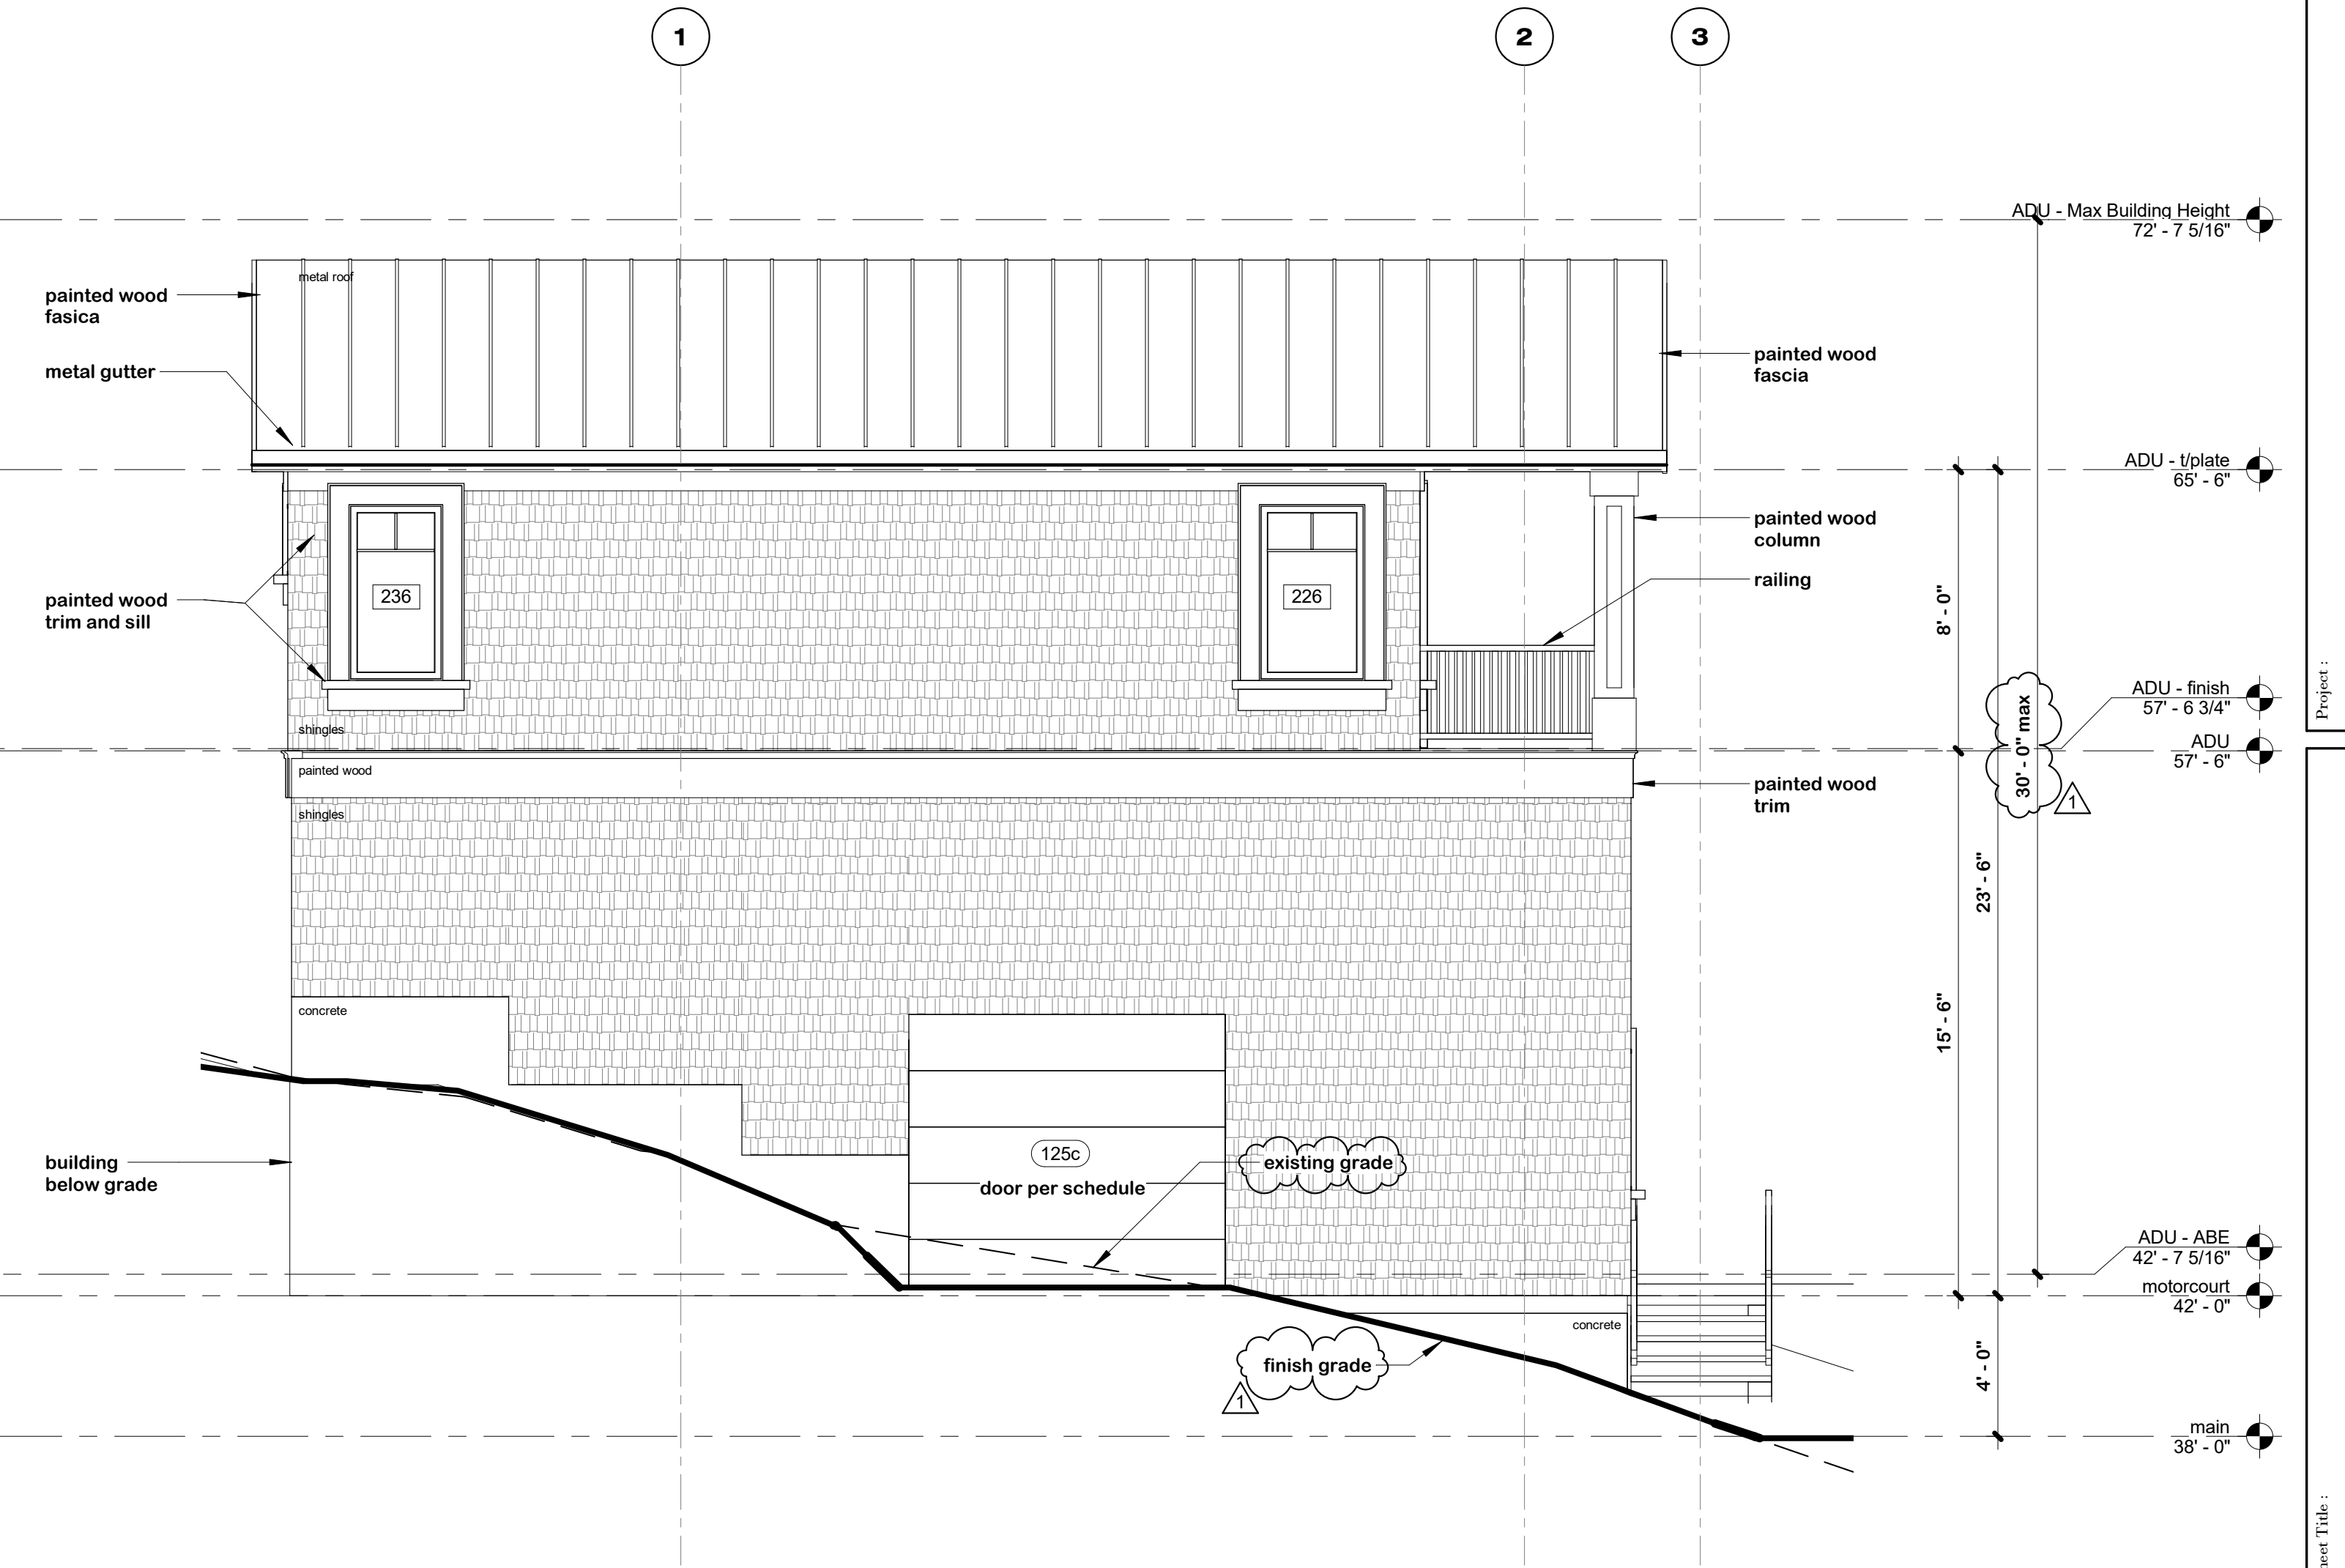 1
2
3
ADU - Max Building Height
72' - 7 5/16"
metal roof
painted wood
fasica
metal gutter
painted wood
fascia
ADU - t/plate
65' - 6"
painted wood
column
railing
236
226
painted wood
trim and sill
8' - 0"
ADU - finish
57' - 6 3/4"
30' - 0" max
1
ADU
57' - 6"
shingles
painted wood
painted wood
trim
shingles
23' - 6"
15' - 6"
concrete
building
below grade
125c
door per schedule
existing grade
ADU - ABE
42' - 7 5/16"
motorcourt
42' - 0"
concrete
finish grade
1
4' - 0"
main
38' - 0"
Project :
eet Title :